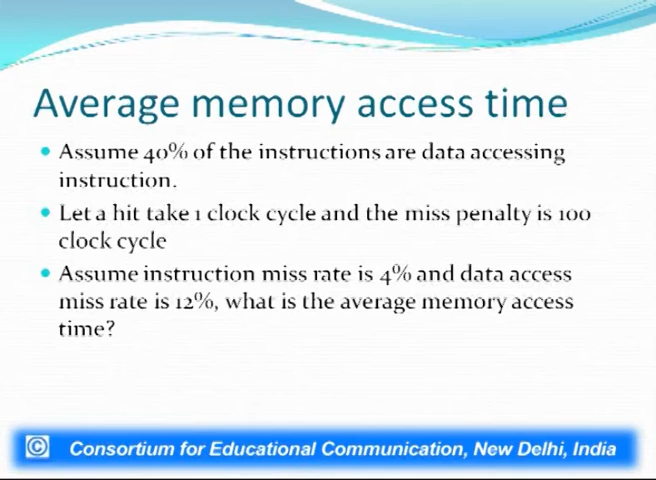 Average memory access time
Assume 40% of the instructions are data accessing
instruction.
Let a hit take 1 clock cycle and the miss penalty is 100
clock cycle
Assume instruction miss rate is 4% and data access
miss rate is 12%, what is the average memory access
time?
© Consortium for Educational Communication, New Delhi, India